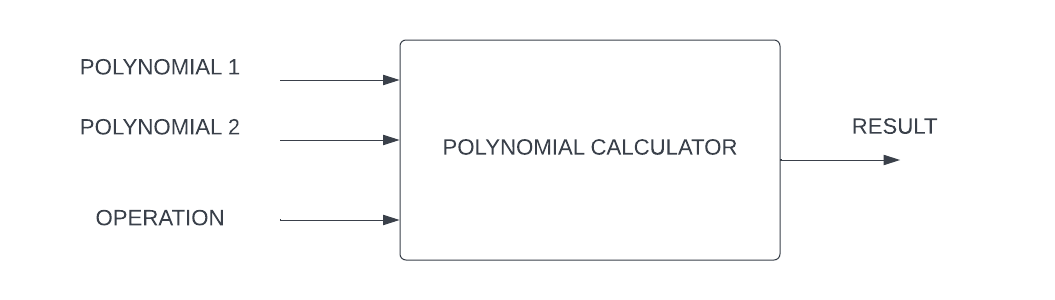 POLYNOMIAL 1
POLYNOMIAL 2
OPERATION
POLYNOMIAL CALCULATOR
RESULT